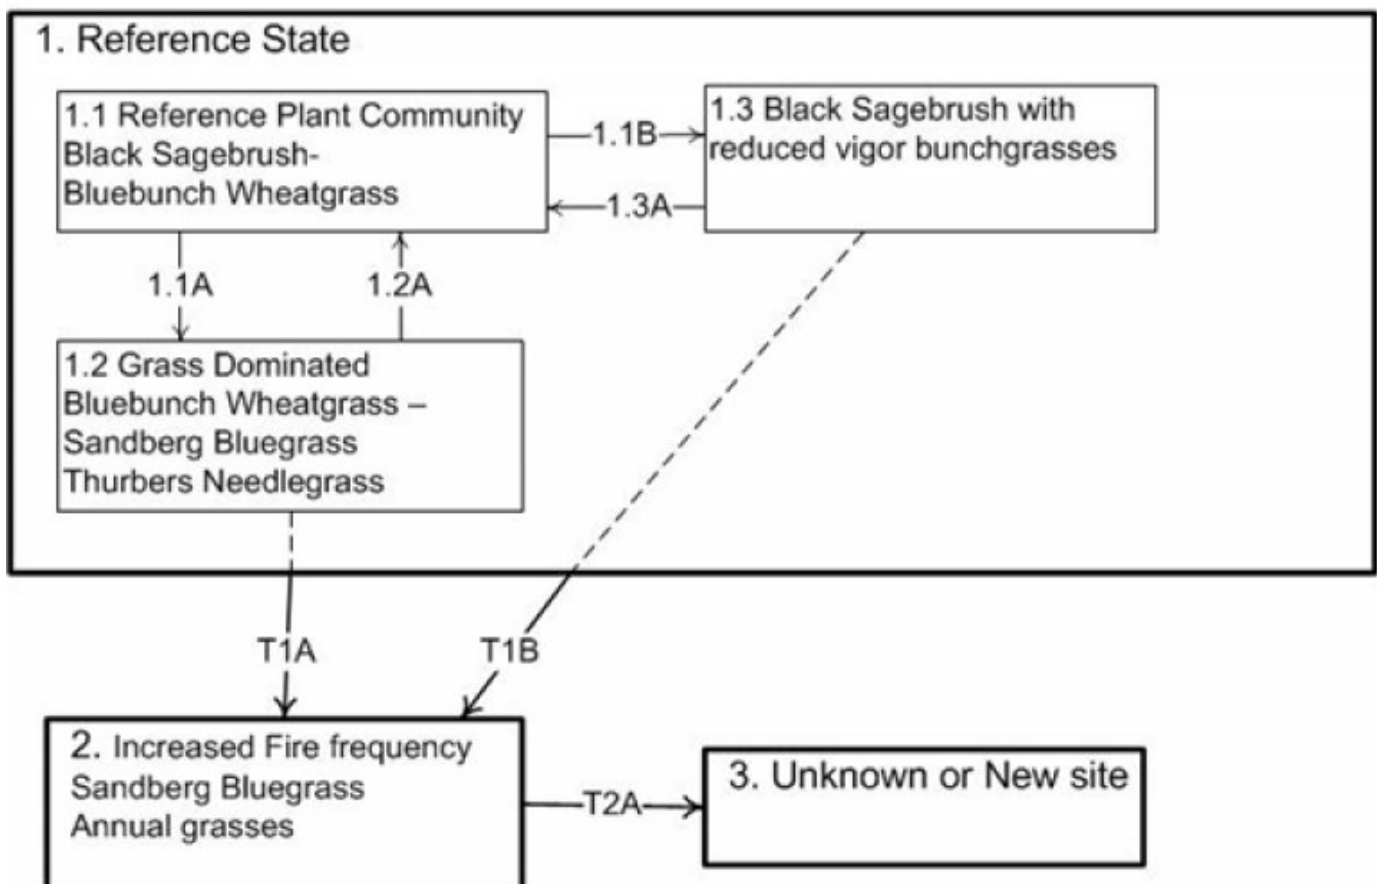 1. Reference State
1.1 Reference Plant Community
Black Sagebrush-
Bluebunch Wheatgrass
1.1B
1.3A
1.3 Black Sagebrush with
reduced vigor bunchgrasses
1.1A
1.2A
1.2 Grass Dominated
Bluebunch Wheatgrass –
Sandberg Bluegrass
Thurbers Needlegrass
T1A
T1B
2. Increased Fire frequency
Sandberg Bluegrass
Annual grasses
T2A
3. Unknown or New site